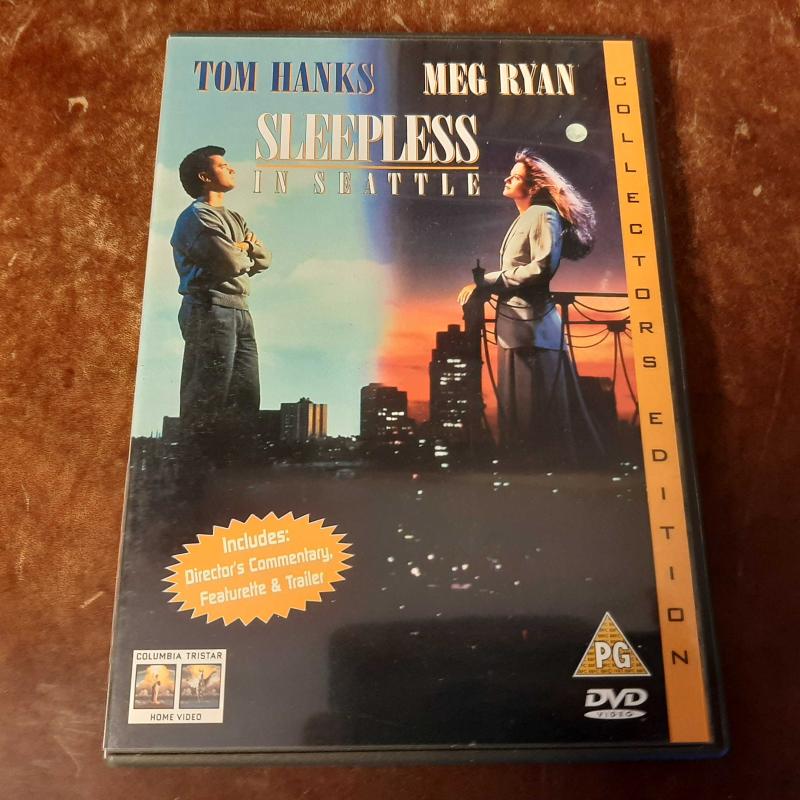 TOM HANKS MEG RYAN
SLEEPLESS
IN SEATTLE
COLLECTORS EDITION
Includes:
Director's Commentary,
Featurette & Trailer
COLUMBIA TRISTAR
HOME VIDEO
PG
DVD
VIDEO